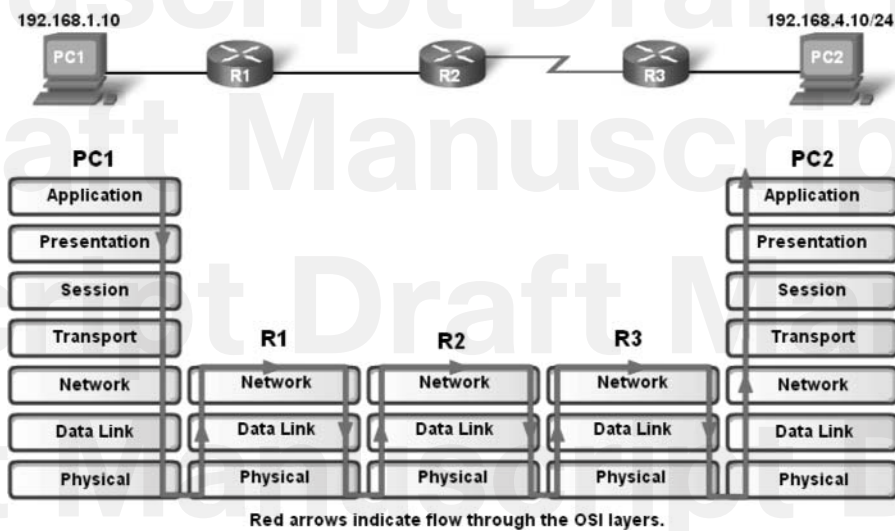 192.168.1.10
192.168.4.10/24
PC1
R1
R2
R3
PC2
PC1
PC2
Application
Presentation
Session
Transport
Network
Data Link
Physical
R1
Network
Data Link
Physical
R2
Network
Data Link
Physical
R3
Network
Data Link
Physical
Application
Presentation
Session
Transport
Network
Data Link
Physical
Red arrows indicate flow through the OSI layers.
Draft Manuscript